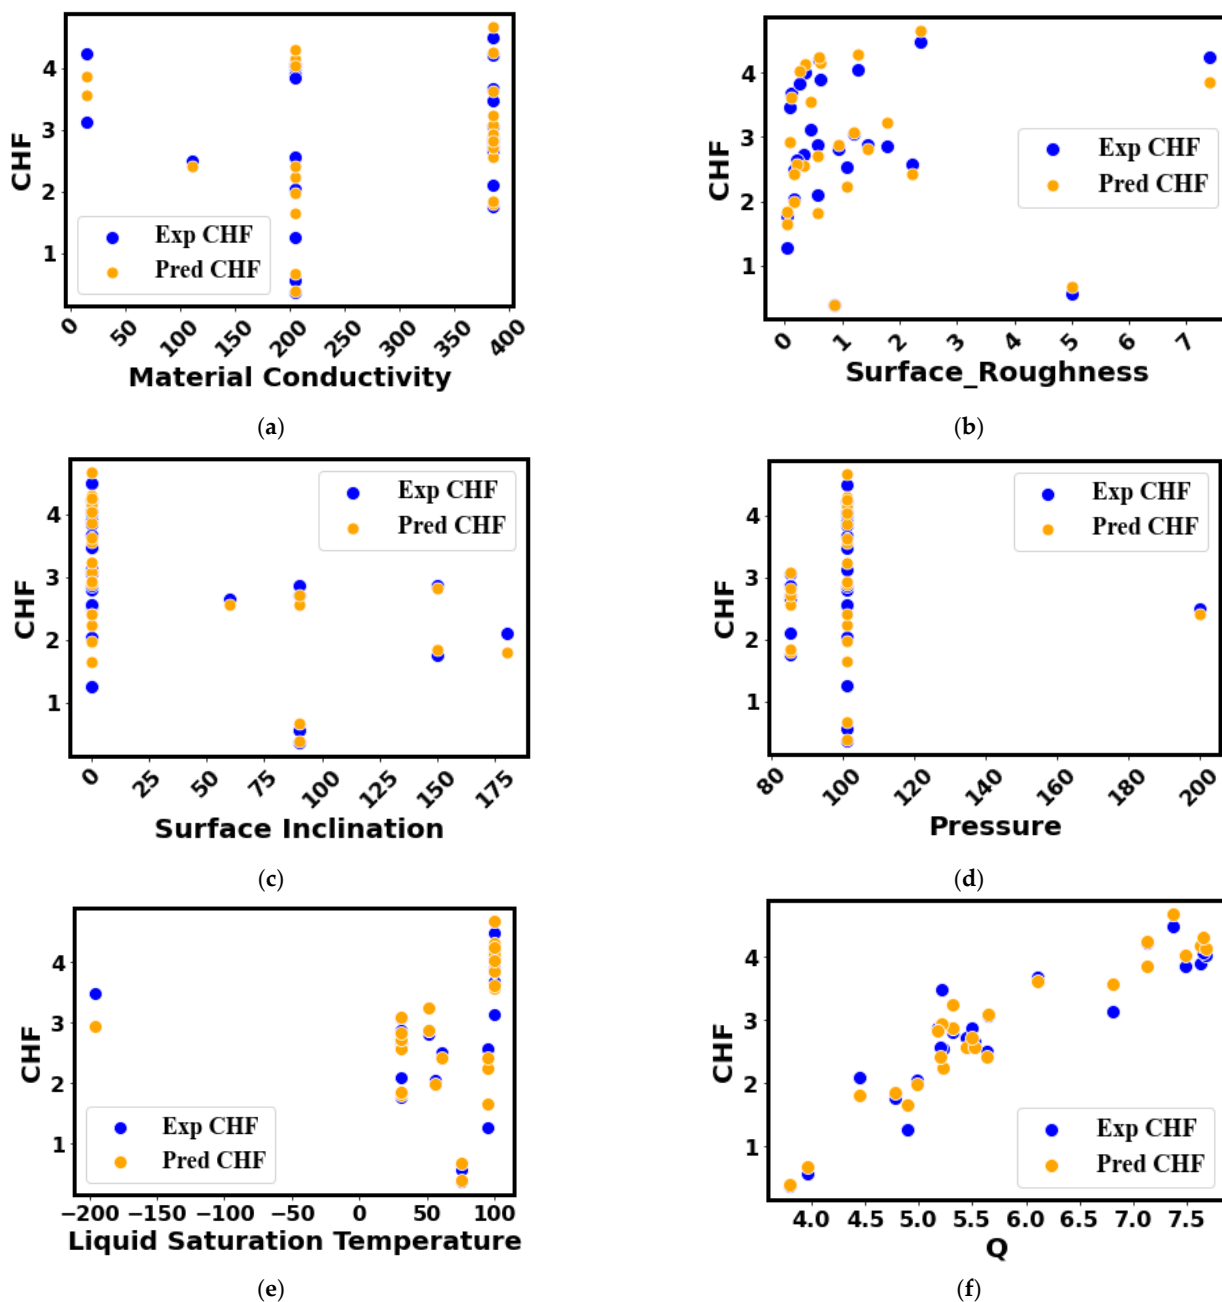 4
3
2
1
CHF
Exp CHF
Pred CHF
0 50 100 150 200 250 300 350 400
Material Conductivity
(a)
4
3
2
1
CHF
Exp CHF
Pred CHF
0 1 2 3 4 5 6 7
Surface_Roughness
(b)
4
3
2
1
CHF
Exp CHF
Pred CHF
0 25 50 75 100 125 150 175
Surface Inclination
(c)
4
3
2
1
CHF
Exp CHF
Pred CHF
80 100 120 140 160 180 200
Pressure
(d)
4
3
2
1
CHF
Exp CHF
Pred CHF
−200 −150 −100 −50 0 50 100
Liquid Saturation Temperature
(e)
4
3
2
1
CHF
Exp CHF
Pred CHF
4.0 4.5 5.0 5.5 6.0 6.5 7.0 7.5
Q
(f)